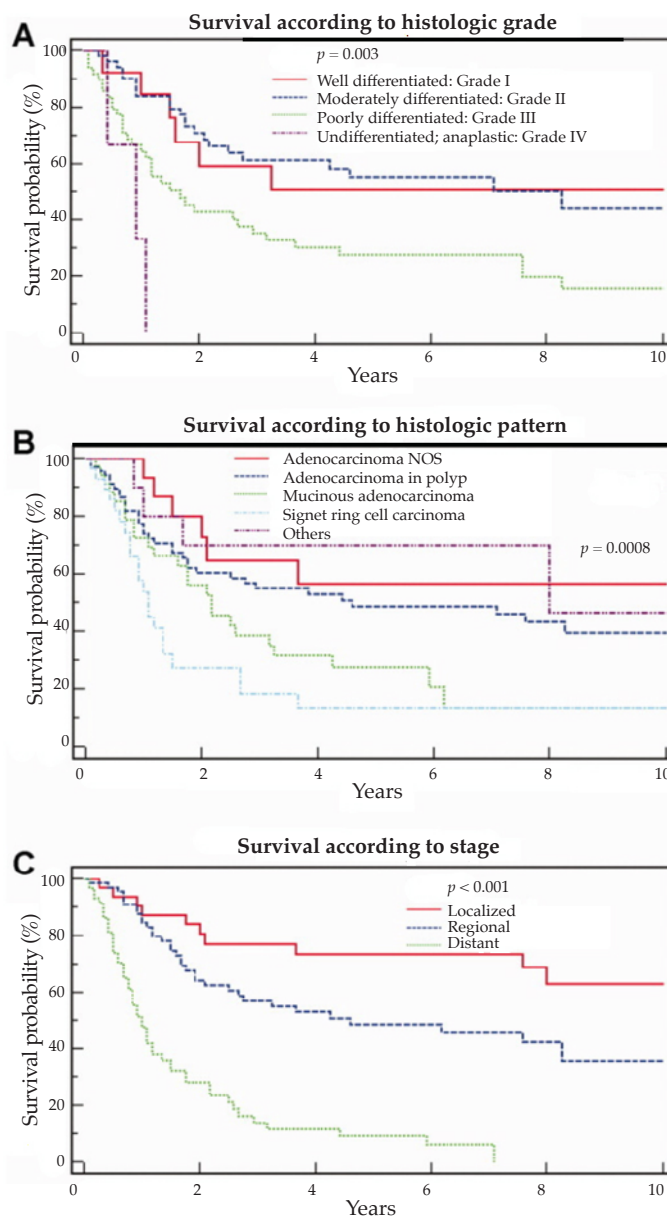 A
Survival according to histologic grade
p = 0.003
Well differentiated: Grade I
Moderately differentiated: Grade II
Poorly differentiated: Grade III
Undifferentiated; anaplastic: Grade IV
Survival probability (%)
100
80
60
40
20
0
0 2 4 6 8 10
Years
B
Survival according to histologic pattern
Adenocarcinoma NOS
Adenocarcinoma in polyp
Mucinous adenocarcinoma
Signet ring cell carcinoma
Others
p = 0.0008
Survival probability (%)
100
80
60
40
20
0
0 2 4 6 8 10
Years
C
Survival according to stage
p < 0.001
Localized
Regional
Distant
Survival probability (%)
100
80
60
40
20
0
0 2 4 6 8 10
Years